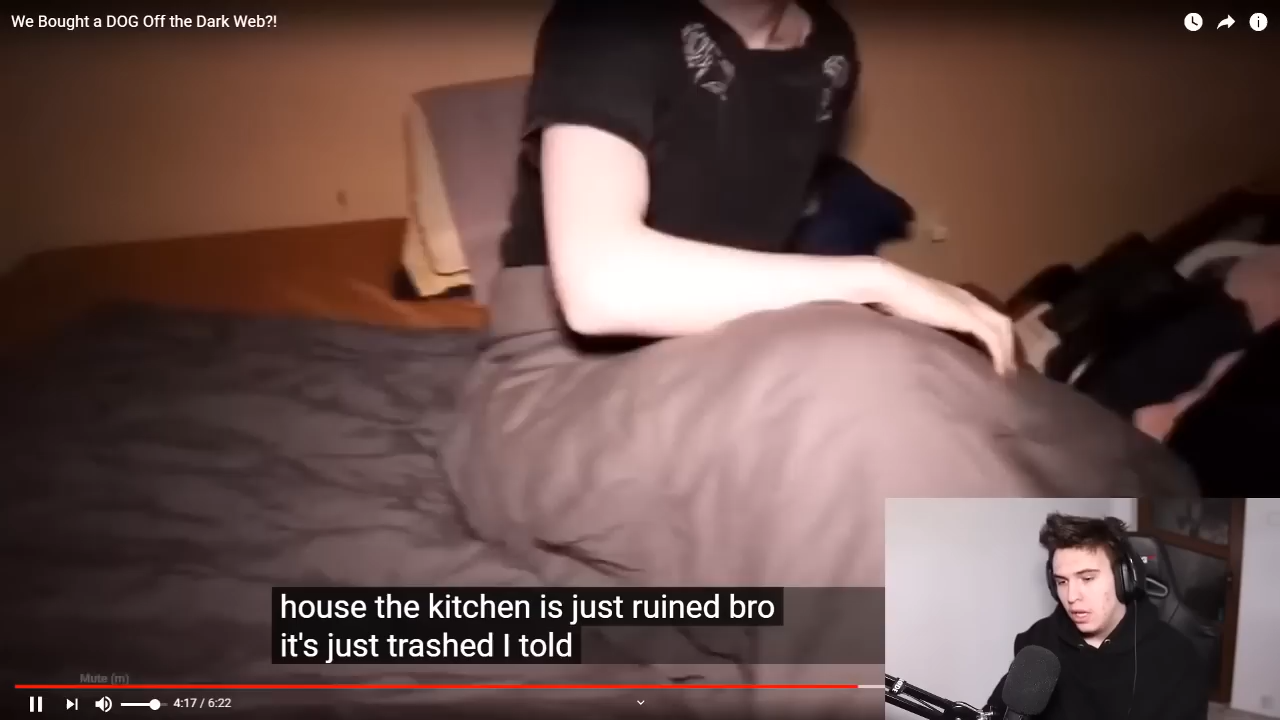 We Bought a DOG Off the Dark Web?!
house the kitchen is just ruined bro
it's just trashed I told
Mute (m)
4:17 / 6:22